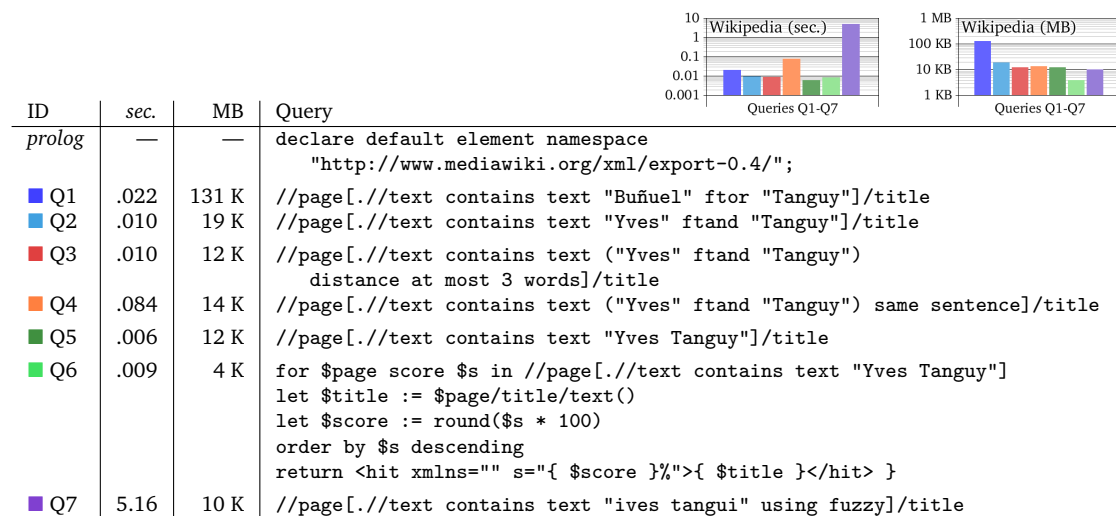 10
1
0.1
0.01
0.001
Wikipedia (sec.)
Queries Q1-Q7
1 MB
100 KB
10 KB
1 KB
Wikipedia (MB)
Queries Q1-Q7
ID sec. MB Query
prolog — — declare default element namespace
"http://www.mediawiki.org/xml/export-0.4/";
Q1 .022 131 K //page[.//text contains text "Buñuel" ftor "Tanguy"]/title
Q2 .010 19 K //page[.//text contains text "Yves" ftand "Tanguy"]/title
Q3 .010 12 K //page[.//text contains text ("Yves" ftand "Tanguy")
distance at most 3 words]/title
Q4 .084 14 K //page[.//text contains text ("Yves" ftand "Tanguy") same sentence]/title
Q5 .006 12 K //page[.//text contains text "Yves Tanguy"]/title
Q6 .009 4 K for $page score $s in //page[.//text contains text "Yves Tanguy"]
let $title := $page/title/text()
let $score := round($s * 100)
order by $s descending
return <hit xmlns="" s="{ $score }%">{ $title }</hit> }
Q7 5.16 10 K //page[.//text contains text "ives tangui" using fuzzy]/title